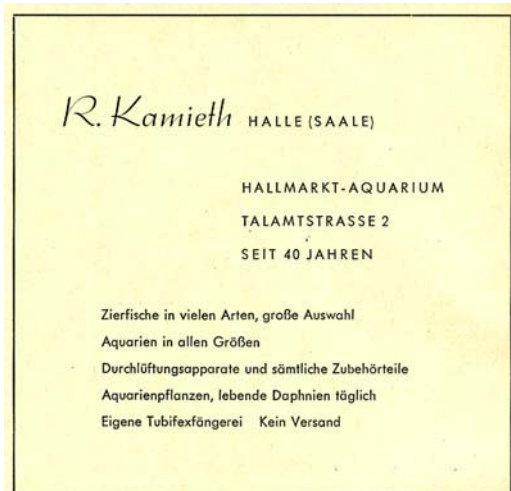 R. Kamieth HALLE (SAALE)
HALLMARKT-AQUARIUM
TALAMTSTRASSE 2
SEIT 40 JAHREN
Zierfische in vielen Arten, große Auswahl
Aquarien in allen Größen
Durchlüftungsapparate und sämtliche Zubehörteile
Aquarienpflanzen, lebende Daphnien täglich
Eigene Tubifexfängerei Kein Versand